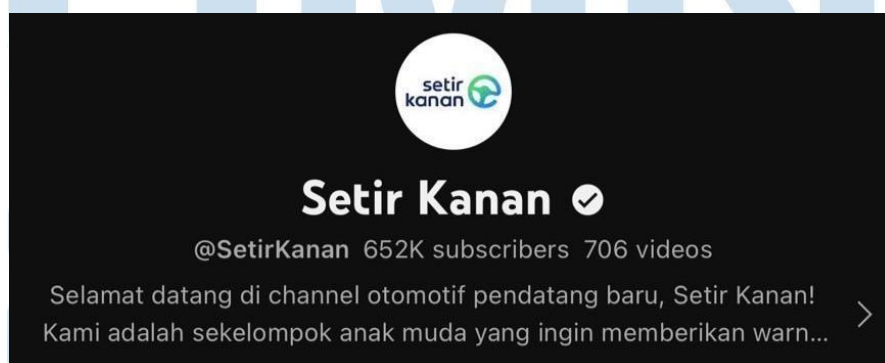 setir
kanan
Setir Kanan
@SetirKanan 652K subscribers 706 videos
Selamat datang di channel otomotif pendatang baru, Setir Kanan!
Kami adalah sekelompok anak muda yang ingin memberikan warn...